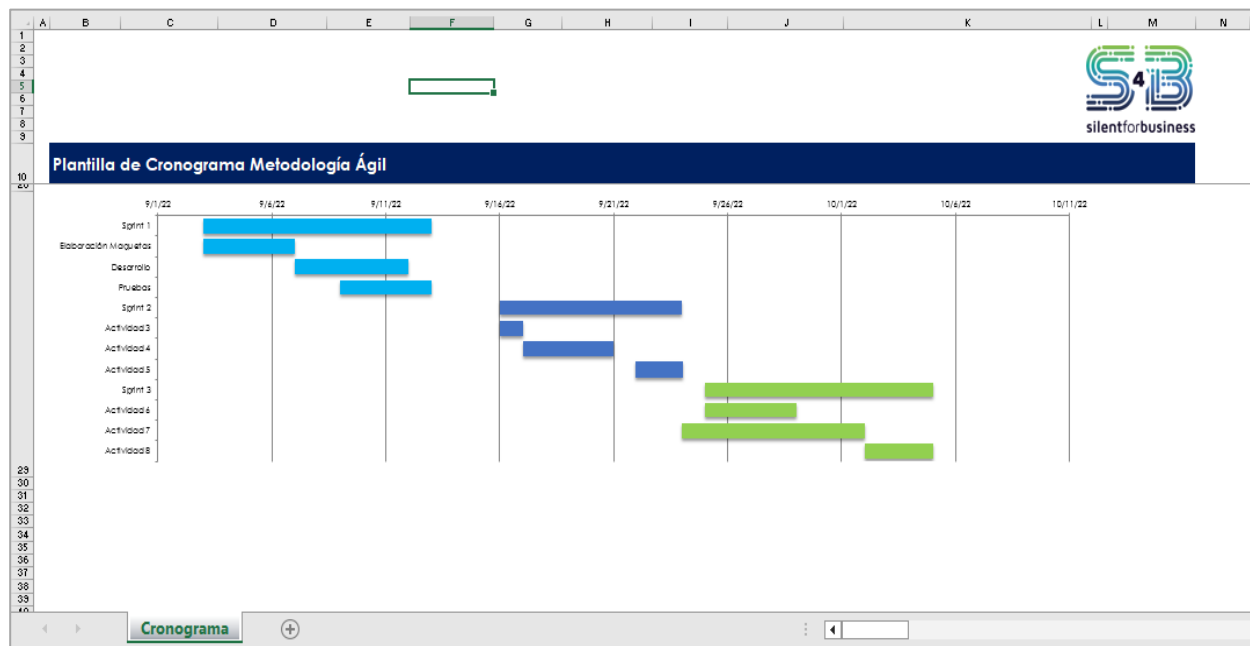 A B C D E F G H I J K L M N
1
2
3
4
5
6
7
8
9
S4B
silentforbusiness
10
Plantilla de Cronograma Metodología Ágil
9/1/22 9/6/22 9/11/22 9/16/22 9/21/22 9/26/22 10/1/22 10/6/22 10/11/22
Sprint 1
Elaboración Maquetas
Desarrollo
Pruebas
Sprint 2
Actividad 3
Actividad 4
Actividad 5
Sprint 3
Actividad 6
Actividad 7
Actividad 8
29
30
31
32
33
34
35
36
37
38
39
Cronograma